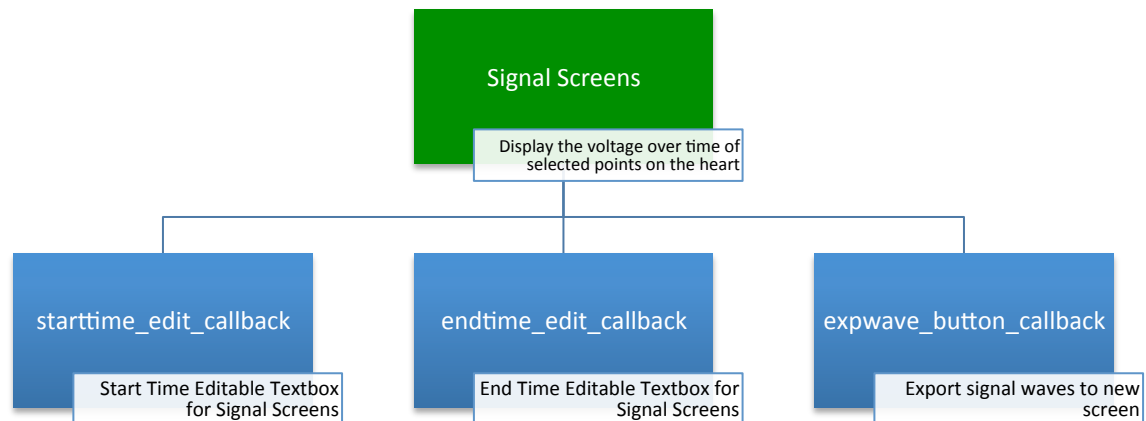 Signal Screens
Display the voltage over time of
selected points on the heart
starttime_edit_callback
Start Time Editable Textbox
for Signal Screens
endtime_edit_callback
End Time Editable Textbox for
Signal Screens
expwave_button_callback
Export signal waves to new
screen